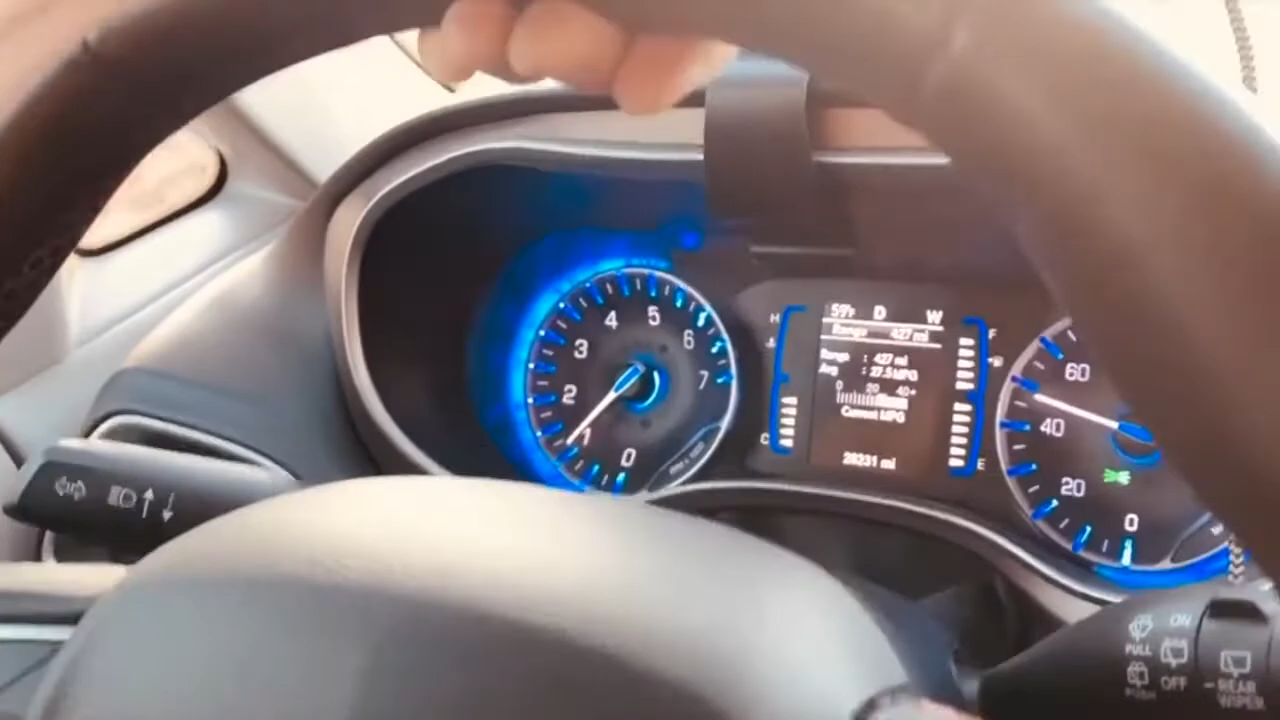 H
59°F D W
Range 427 mi
Range : 427 mi
Avg : 27.5 MPG
0 20 40+
Current MPG
28231 mi
C
F
E
0
1
2
3
4
5
6
7
60
40
20
0
PULL
ON
OFF
REAR
WIPER